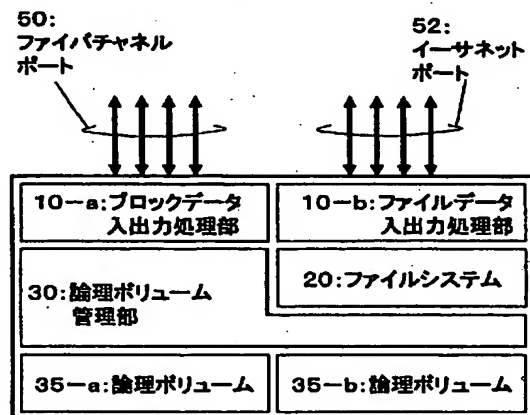 50:
ファイバチャネル
ポート
52:
イーサネット
ポート
10－a:ブロックデータ
入出力処理部
10－b:ファイルデータ
入出力処理部
30:論理ボリューム
管理部
20:ファイルシステム
35－a:論理ボリューム
35－b:論理ボリューム